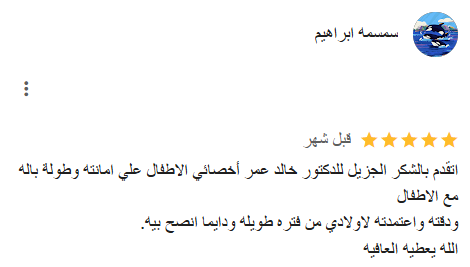 سمسمه ابراهيم
قبل شهر
اتقدم بالشكر الجزيل للدكتور خالد عمر أخصائي الاطفال علي امانته وطولة باله
مع الاطفال
ودقته واعتمدته لاولادي من فتره طويله ودايما انصح بيه.
الله يعطيه العافيه